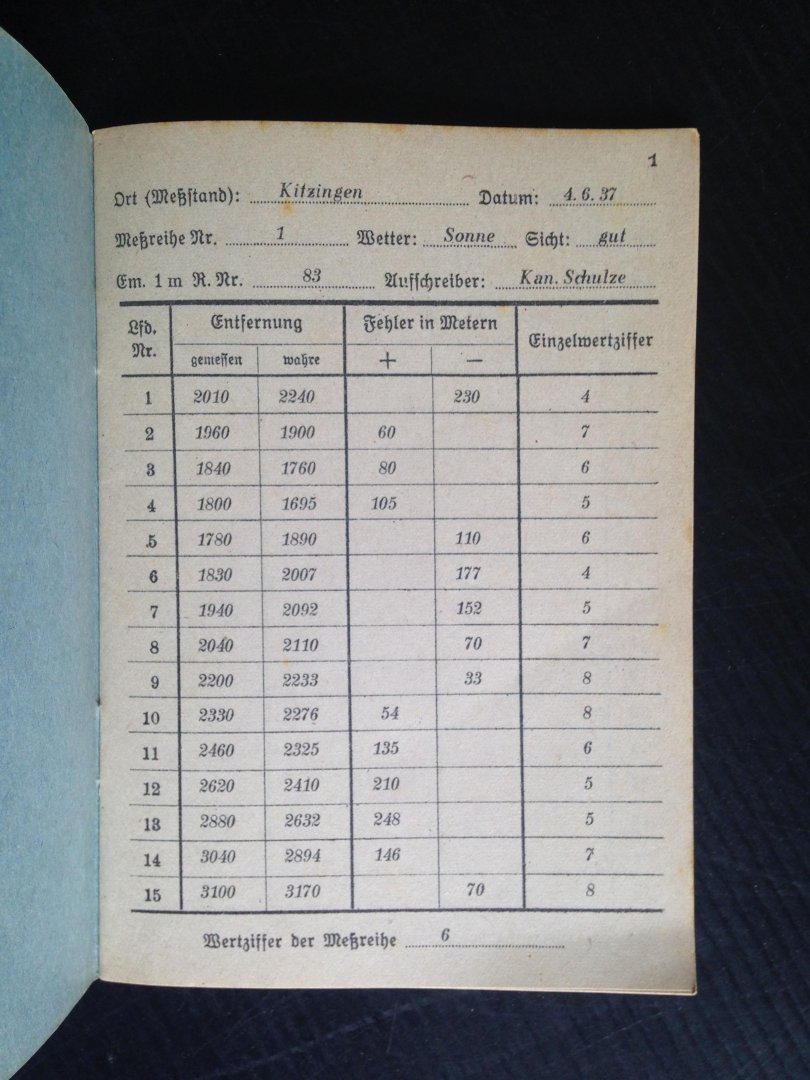 1
Ort (Meßstand): Kitzingen Datum: 4. 6. 37
Meßreihe Nr. 1 Wetter: Sonne Sicht: gut
Em. 1 m R. Nr. 83 Aufschreiber: Kan. Schulze
Lfd. Nr. Entfernung Fehler in Metern Einzelwertziffer
gemessen wahre + —
1 2010 2240 230 4
2 1960 1900 60 7
3 1840 1760 80 6
4 1800 1695 105 5
5 1780 1890 110 6
6 1830 2007 177 4
7 1940 2092 152 5
8 2040 2110 70 7
9 2200 2233 33 8
10 2330 2276 54 8
11 2460 2325 135 6
12 2620 2410 210 5
13 2880 2632 248 5
14 3040 2894 146 7
15 3100 3170 70 8
Wertziffer der Meßreihe 6